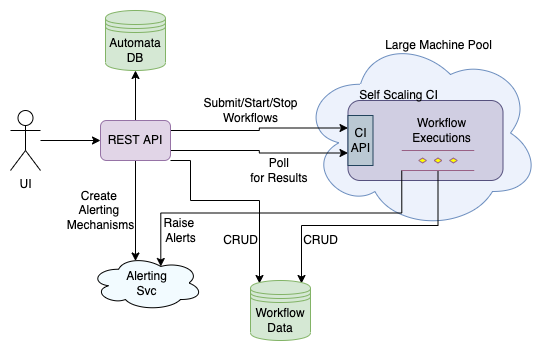 Automata
DB
Large Machine Pool
Self Scaling CI
Submit/Start/Stop
Workflows
CI
API
Workflow
Executions
REST API
Poll
for Results
UI
Create
Alerting
Mechanisms
Raise
Alerts
CRUD
CRUD
Alerting
Svc
Workflow
Data